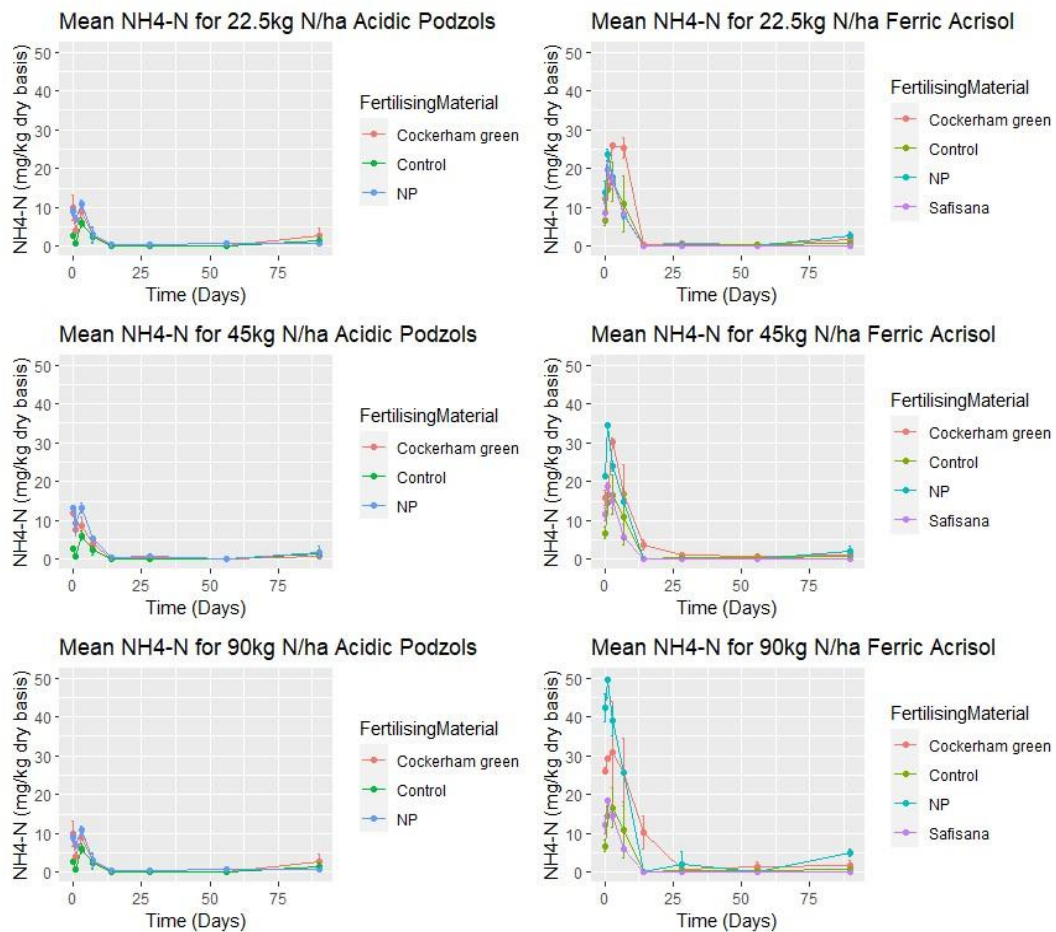 Mean NH4-N for 22.5kg N/ha Acidic Podzols
NH4-N (mg/kg dry basis)
50
40
30
20
10
0
0 25 50 75
Time (Days)
FertilisingMaterial
Cockerham green
Control
NP
Mean NH4-N for 22.5kg N/ha Ferric Acrisol
NH4-N (mg/kg dry basis)
50
40
30
20
10
0
0 25 50 75
Time (Days)
FertilisingMaterial
Cockerham green
Control
NP
Safisana
Mean NH4-N for 45kg N/ha Acidic Podzols
NH4-N (mg/kg dry basis)
50
40
30
20
10
0
0 25 50 75
Time (Days)
FertilisingMaterial
Cockerham green
Control
NP
Mean NH4-N for 45kg N/ha Ferric Acrisol
NH4-N (mg/kg dry basis)
50
40
30
20
10
0
0 25 50 75
Time (Days)
FertilisingMaterial
Cockerham green
Control
NP
Safisana
Mean NH4-N for 90kg N/ha Acidic Podzols
NH4-N (mg/kg dry basis)
50
40
30
20
10
0
0 25 50 75
Time (Days)
FertilisingMaterial
Cockerham green
Control
NP
Mean NH4-N for 90kg N/ha Ferric Acrisol
NH4-N (mg/kg dry basis)
50
40
30
20
10
0
0 25 50 75
Time (Days)
FertilisingMaterial
Cockerham green
Control
NP
Safisana